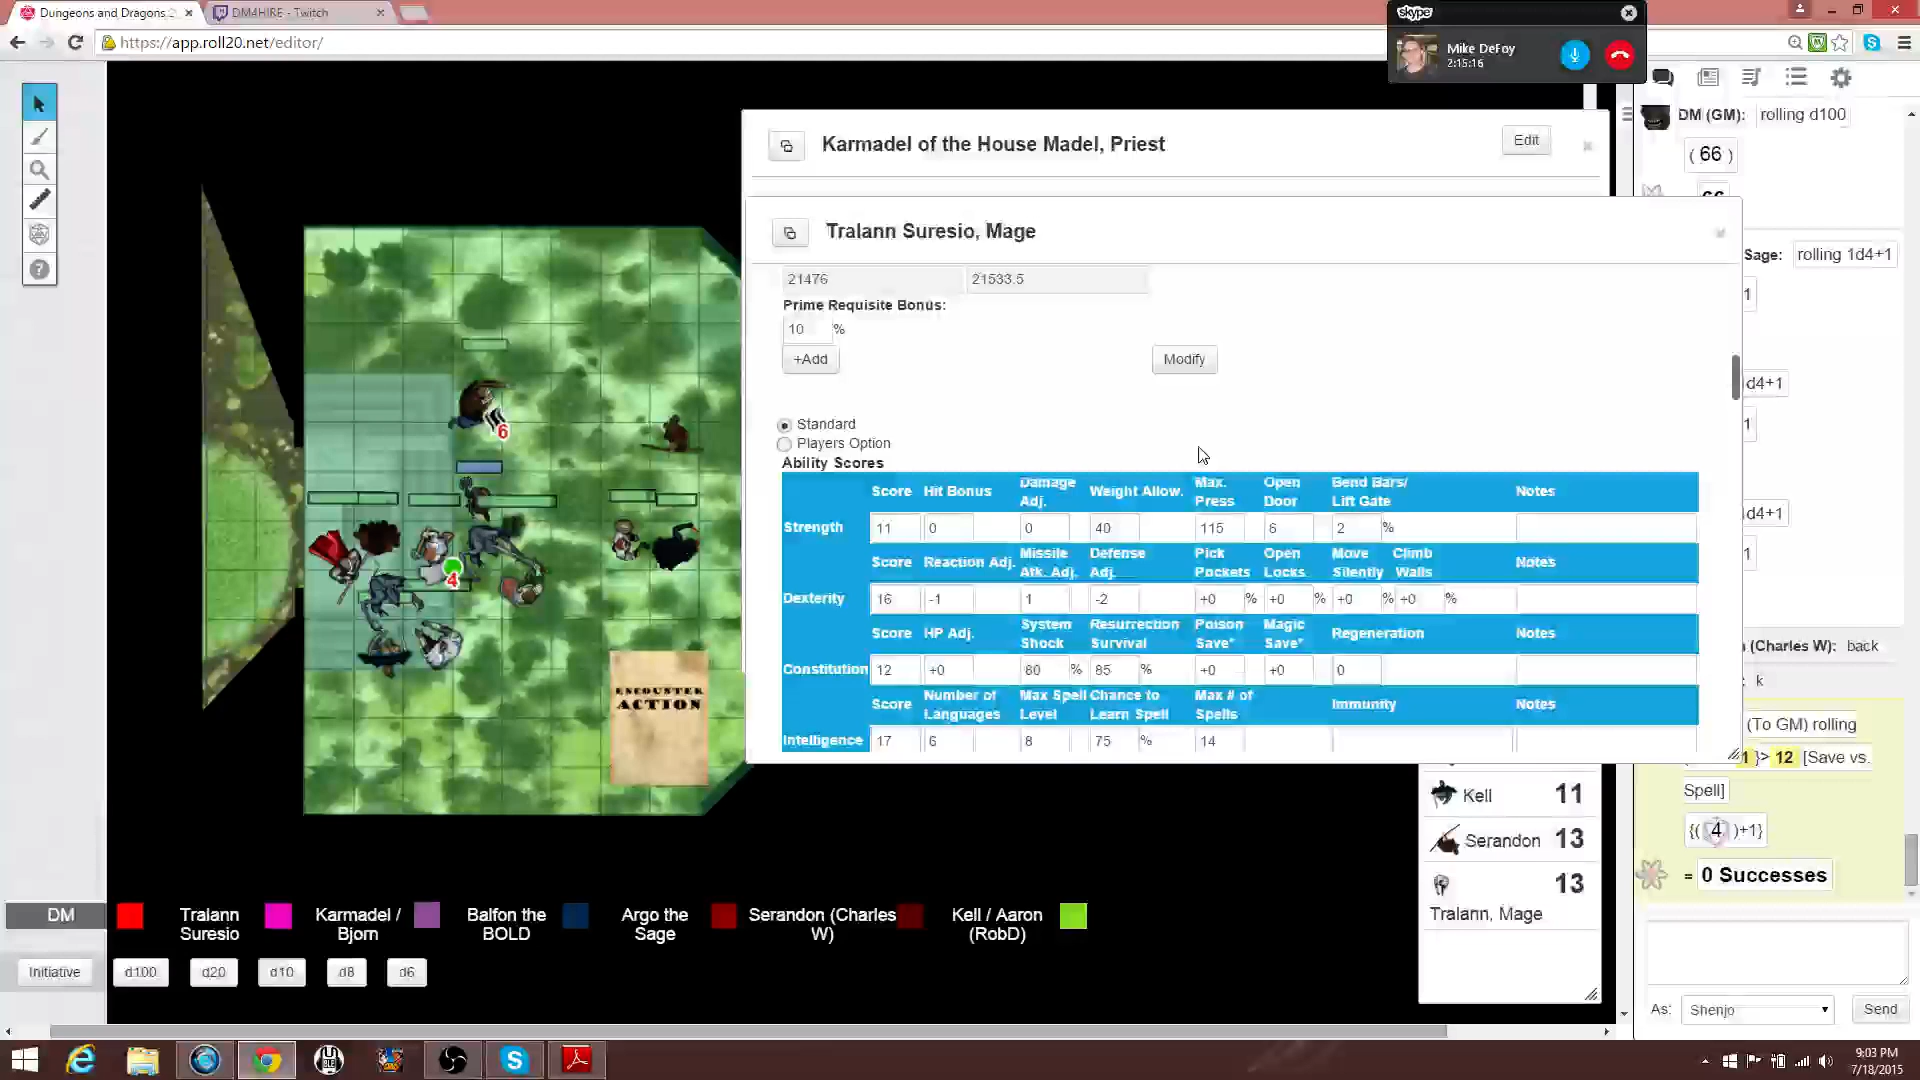 Dungeons and Dragons 2
DM4HIRE - Twitch
https://app.roll20.net/editor/
skype
Mike DeFoy
2:15:16
DM (GM): rolling d100
( 66 )
Karmadel of the House Madel, Priest
Edit
Tralann Suresio, Mage
Sage: rolling 1d4+1
21476 21533.5
Prime Requisite Bonus:
10 %
+Add Modify
d4+1
Standard
Players Option
Ability Scores
Score Hit Bonus Damage Adj. Weight Allow. Max. Press Open Door Bend Bars/ Lift Gate Notes
Strength 11 0 0 40 115 6 2 %
d4+1
Score Reaction Adj. Missile Atk. Adj. Defense Adj. Pick Pockets Open Locks Move Silently Climb Walls Notes
Dexterity 16 -1 1 -2 +0 % +0 % +0 % +0 %
Score HP Adj. System Shock Resurrection Survival Poison Save* Magic Save* Regeneration Notes
Constitution 12 +0 80 % 85 % +0 +0 0
Score Number of Languages Max Spell Level Chance to Learn Spell Max # of Spells Immunity Notes
Intelligence 17 6 8 75 % 14
(Charles W): back
: k
(To GM) rolling
1 }> 12 [Save vs.
Spell]
{( 4 )+1}
= 0 Successes
6
4
ENCOUNTER
ACTION
Kell 11
Serandon 13
13
Tralann, Mage
DM
Tralann Suresio
Karmadel / Bjorn
Balfon the BOLD
Argo the Sage
Serandon (Charles W)
Kell / Aaron (RobD)
Initiative d100 d20 d10 d8 d6
As: Shenjo Send
9:03 PM
7/18/2015